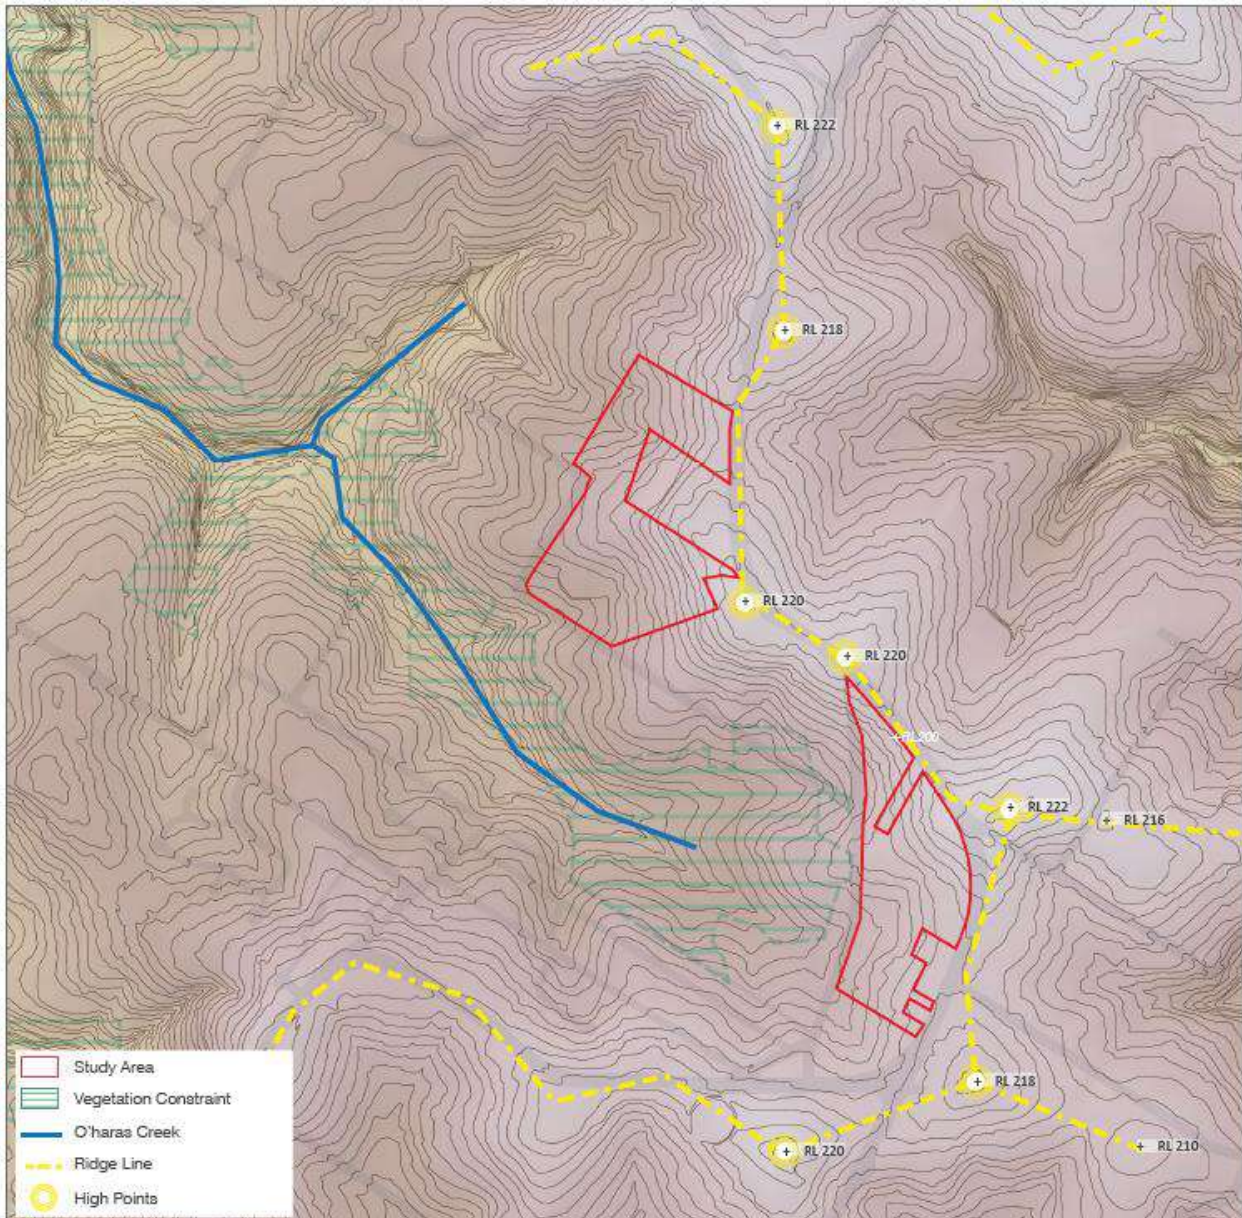 RL 222
RL 218
RL 220
RL 220
RL200
RL 222
RL 216
RL 218
RL 210
RL 220
Study Area
Vegetation Constraint
O'haras Creek
Ridge Line
High Points